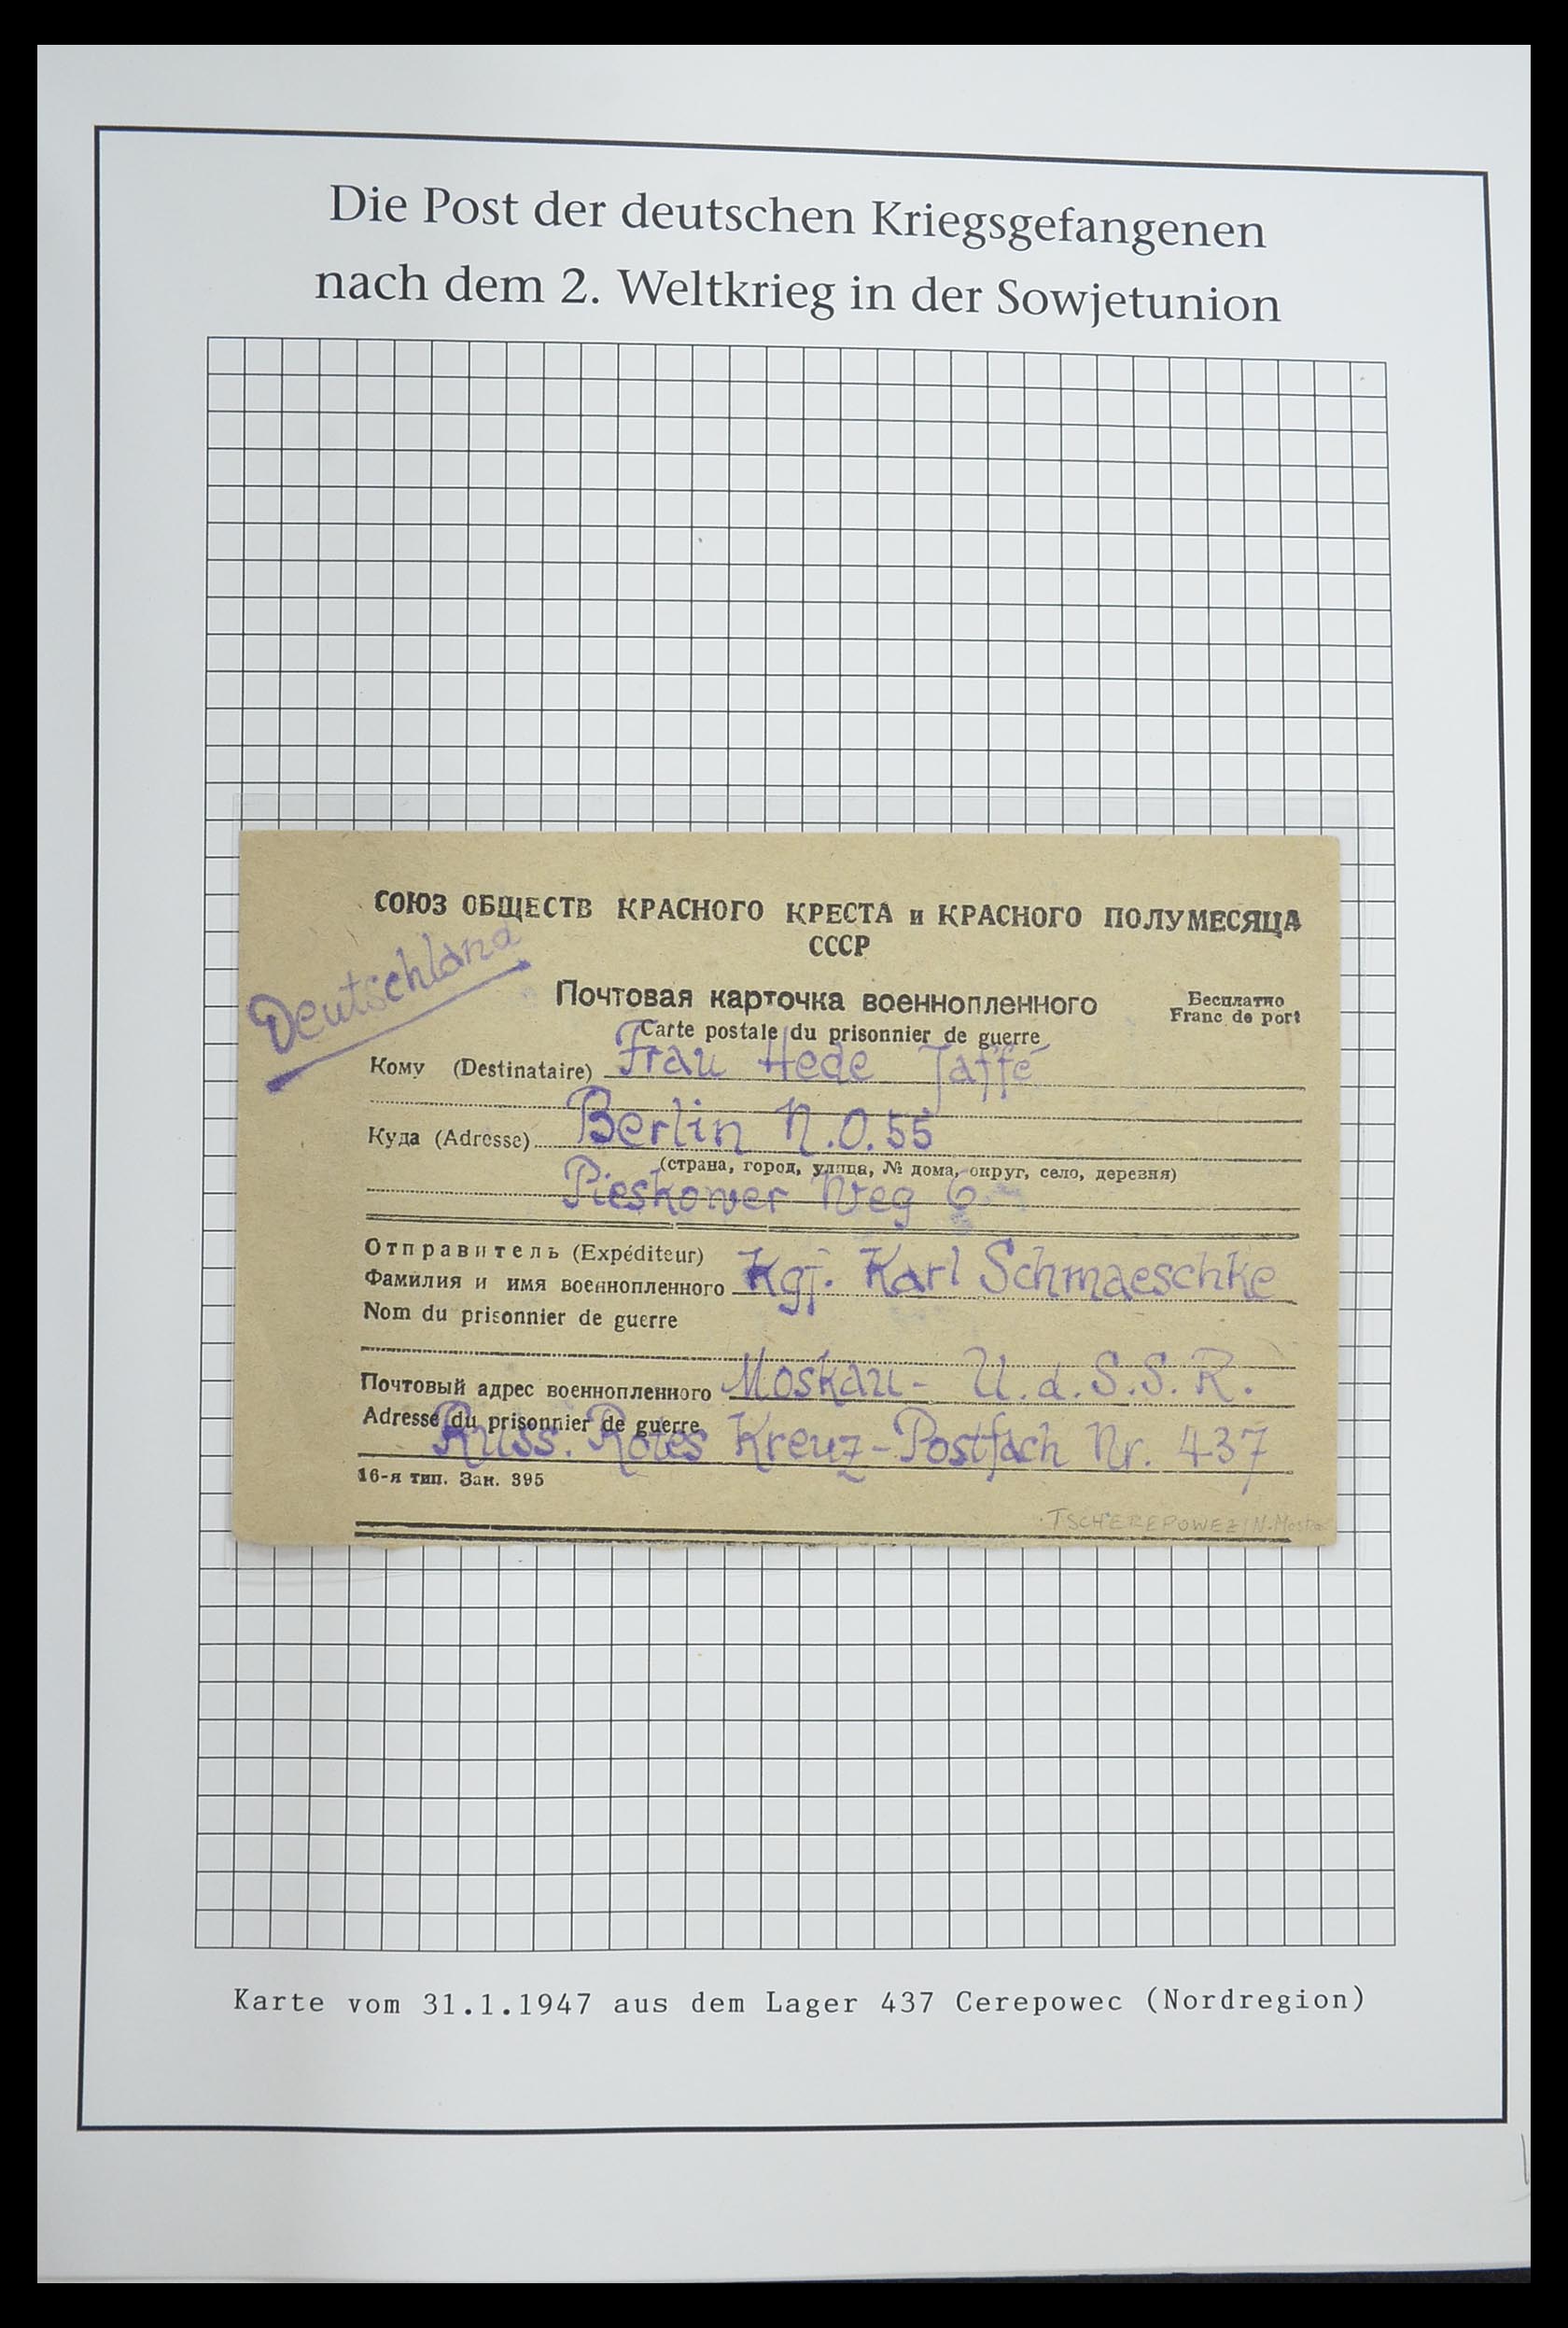 Die Post der deutschen Kriegsgefangenen
nach dem 2. Weltkrieg in der Sowjetunion
СОЮЗ ОБЩЕСТВ КРАСНОГО КРЕСТА и КРАСНОГО ПОЛУМЕСЯЦА
СССР
Deutschland
Почтовая карточка военнопленного
Бесплатно
Franc de port
Carte postale du prisonnier de guerre
Кому (Destinataire) Frau Hede Jaffé
Куда (Adresse) Berlin N.O.55
(страна, город, улица, № дома, округ, село, деревня)
Pieskower Weg 6
Отправитель (Expéditeur)
Фамилия и имя военнопленного Kgf. Karl Schmaeschke
Nom du prisonnier de guerre
Почтовый адрес военнопленного Moskau - U.d.S.S.R.
Adresse du prisonnier de guerre
Russ. Rotes Kreuz - Postfach Nr. 437
16-я тип. Зак. 395
TSCHEREPOWEZ/N.
Karte vom 31.1.1947 aus dem Lager 437 Cerepowec (Nordregion)